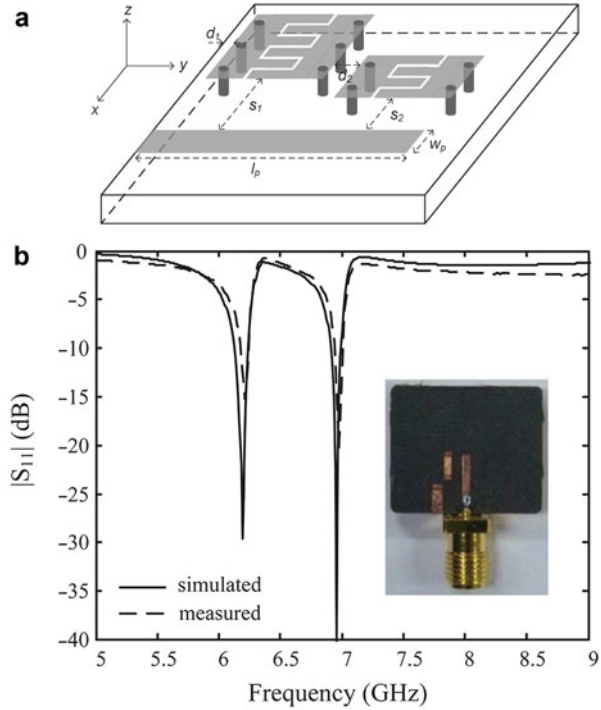 a
z
y
x
d₁
d₂
s₁
s₂
wₚ
lₚ
b
|S₁₁| (dB)
0
−5
−10
−15
−20
−25
−30
−35
−40
simulated
measured
5
5.5
6
6.5
7
7.5
8
8.5
9
Frequency (GHz)